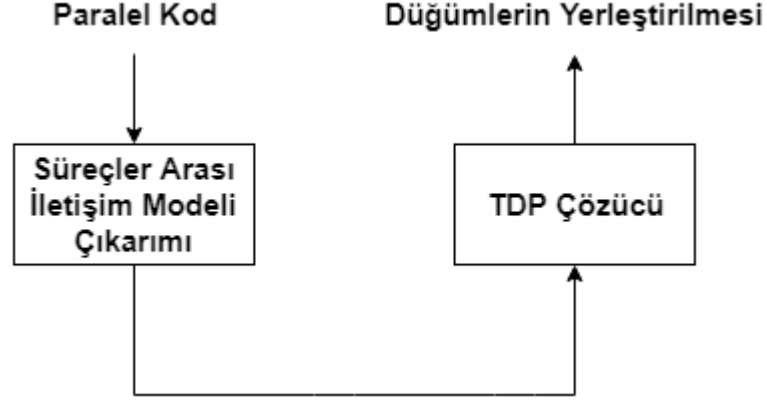 Paralel Kod
Düğümlerin Yerleştirilmesi
Süreçler Arası
İletişim Modeli
Çıkarımı
TDP Çözücü